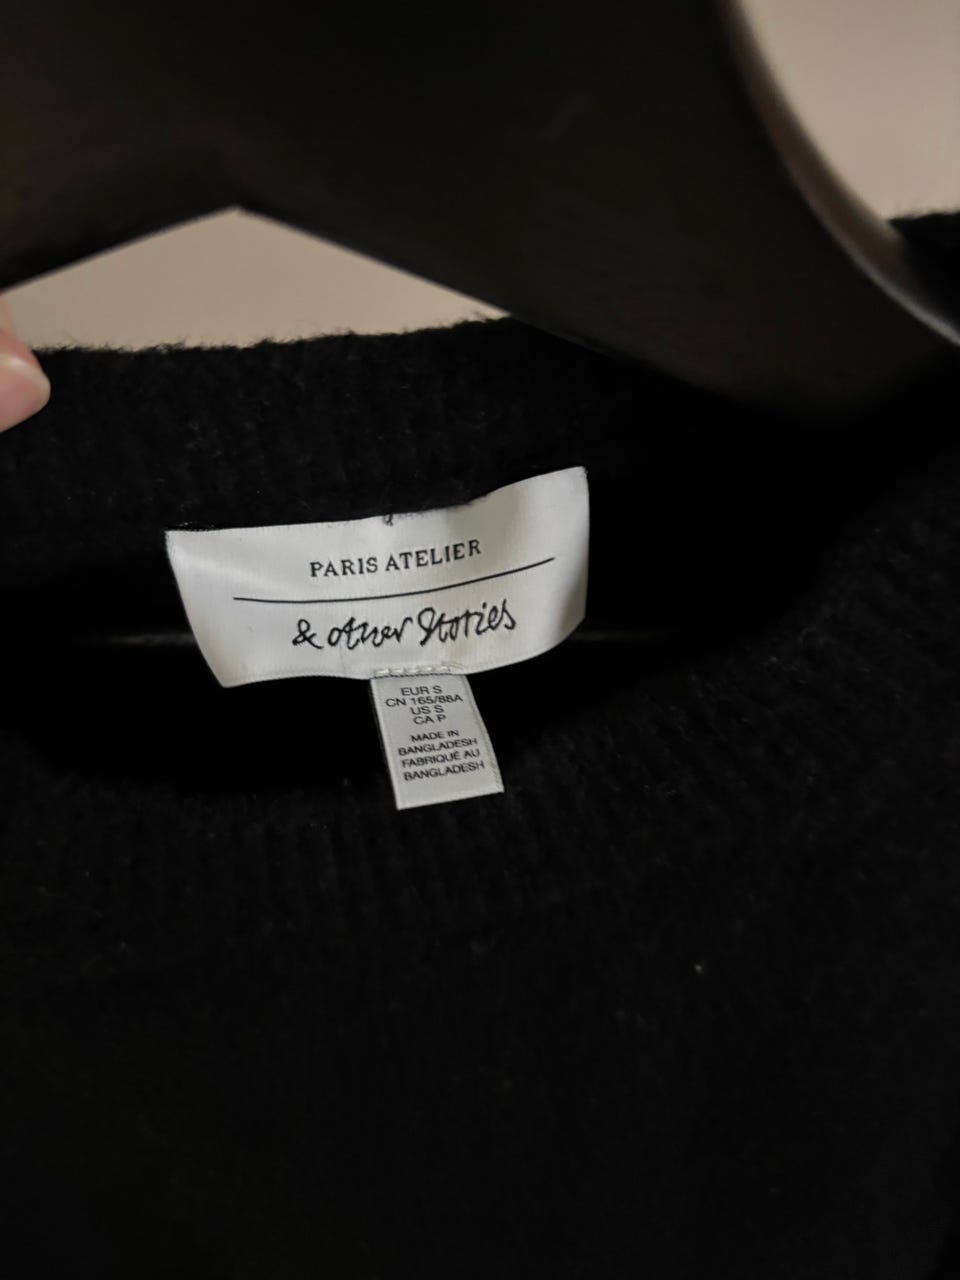 PARIS ATELIER
& other Stories
EUR S
CN 165/88A
US S
CA P
MADE IN
BANGLADESH
FABRIQUÉ AU
BANGLADESH